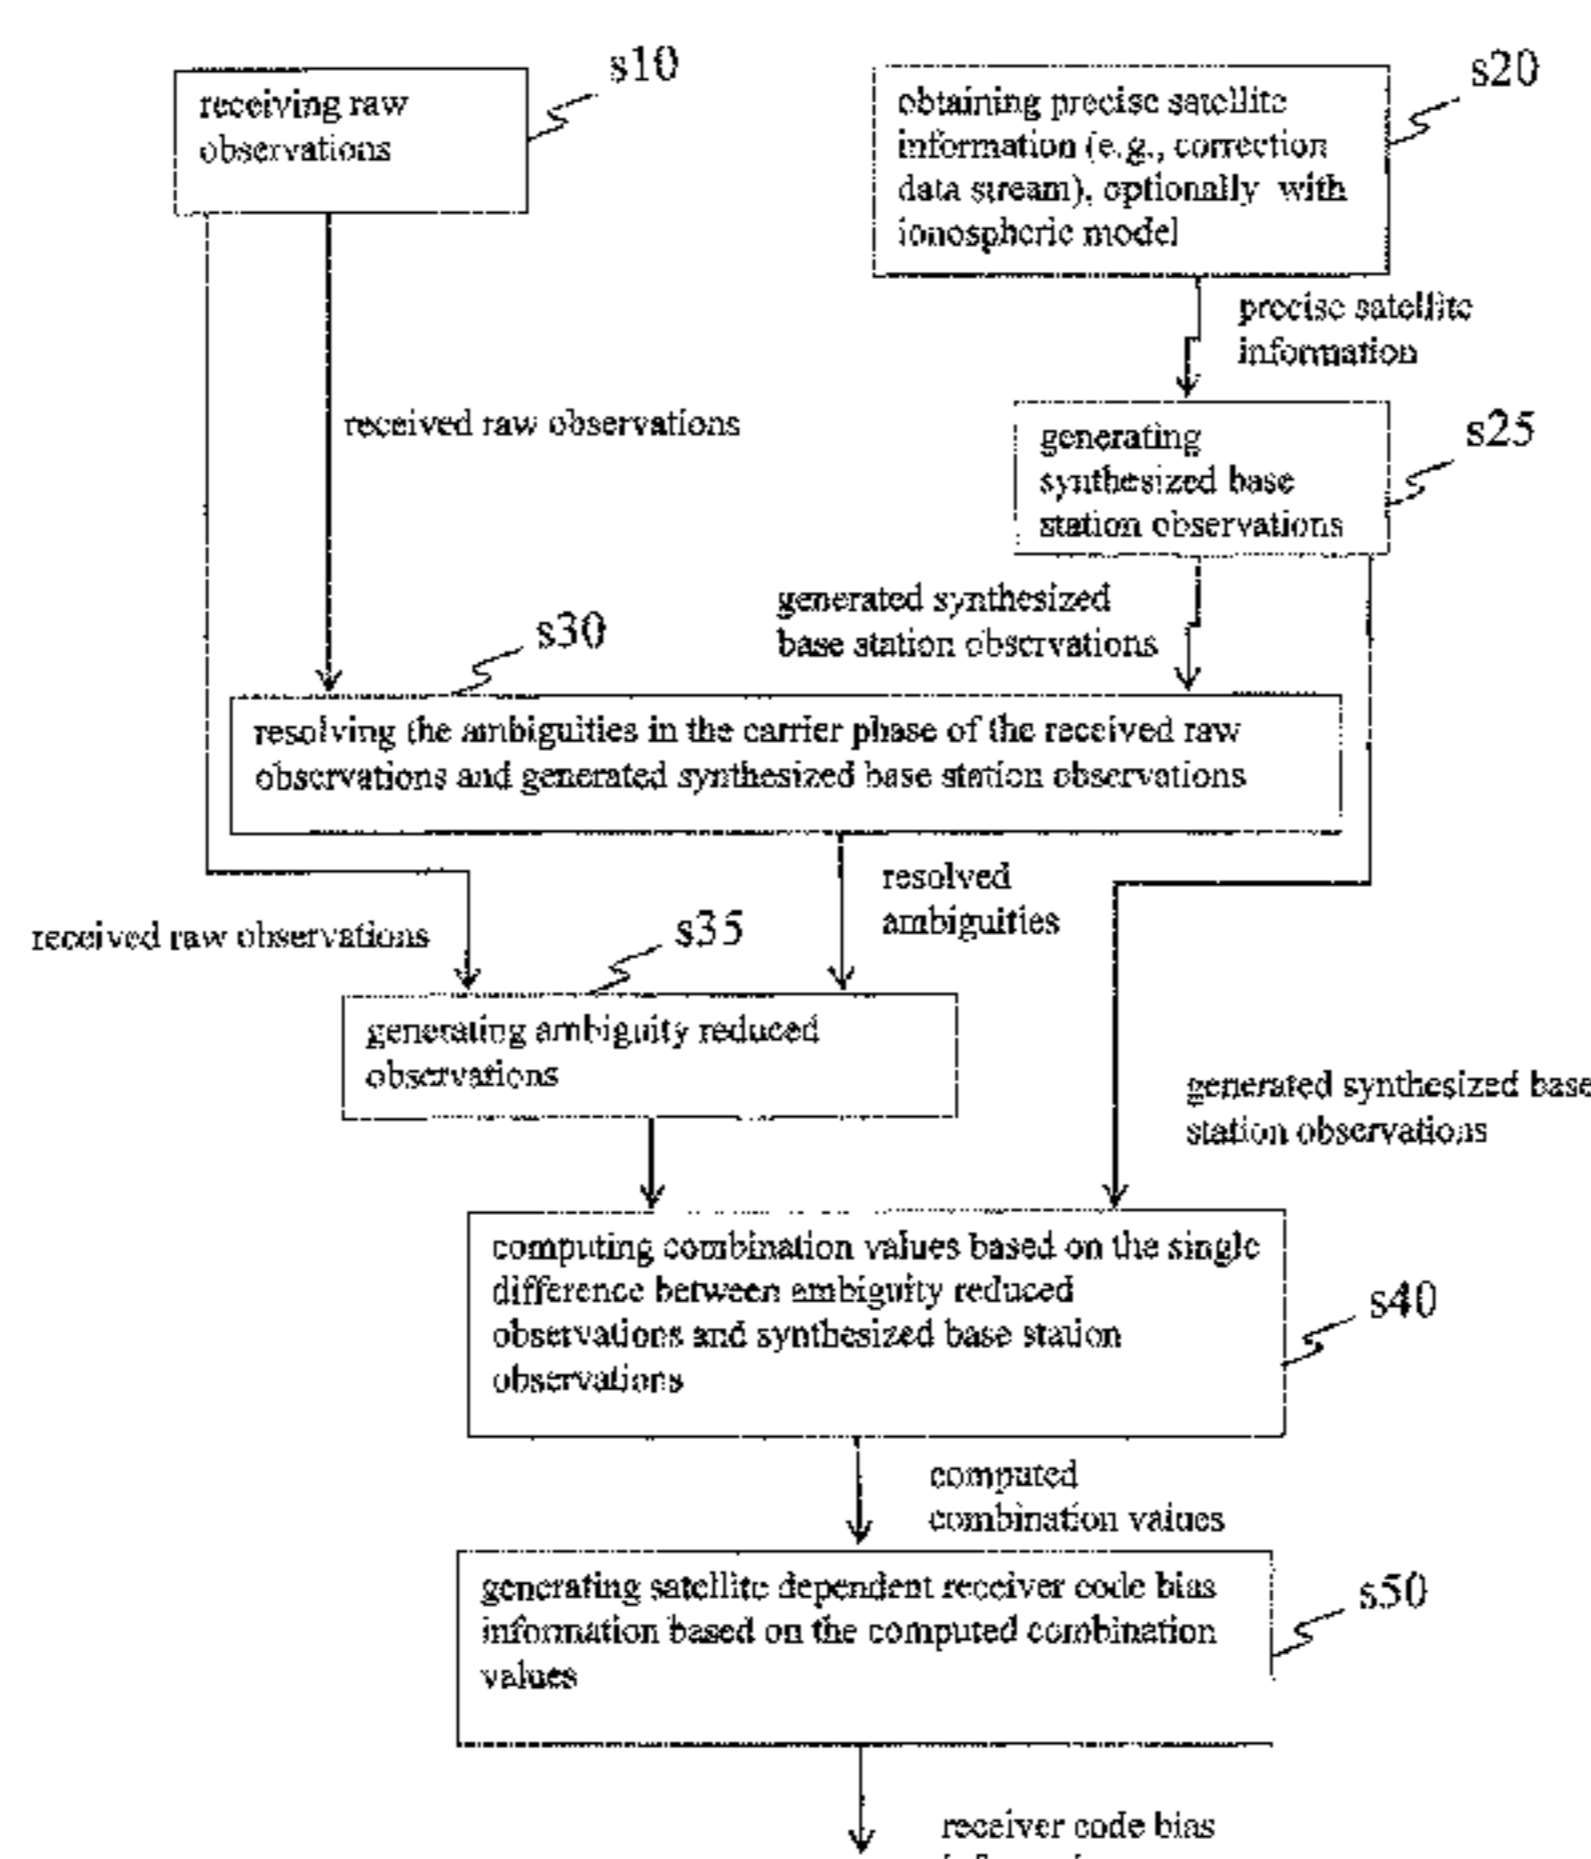 s10
receiving raw
observations
s20
obtaining precise satellite
information (e.g., correction
data stream), optionally with
ionospheric model
precise satellite
information
s25
generating
synthesized base
station observations
received raw observations
generated synthesized
base station observations
s30
resolving the ambiguities in the carrier phase of the received raw
observations and generated synthesized base station observations
resolved
ambiguities
received raw observations
s35
generating ambiguity reduced
observations
generated synthesized base
station observations
computing combination values based on the single
difference between ambiguity reduced
observations and synthesized base station
observations
s40
computed
combination values
generating satellite dependent receiver code bias
information based on the computed combination
values
s50
receiver code bias